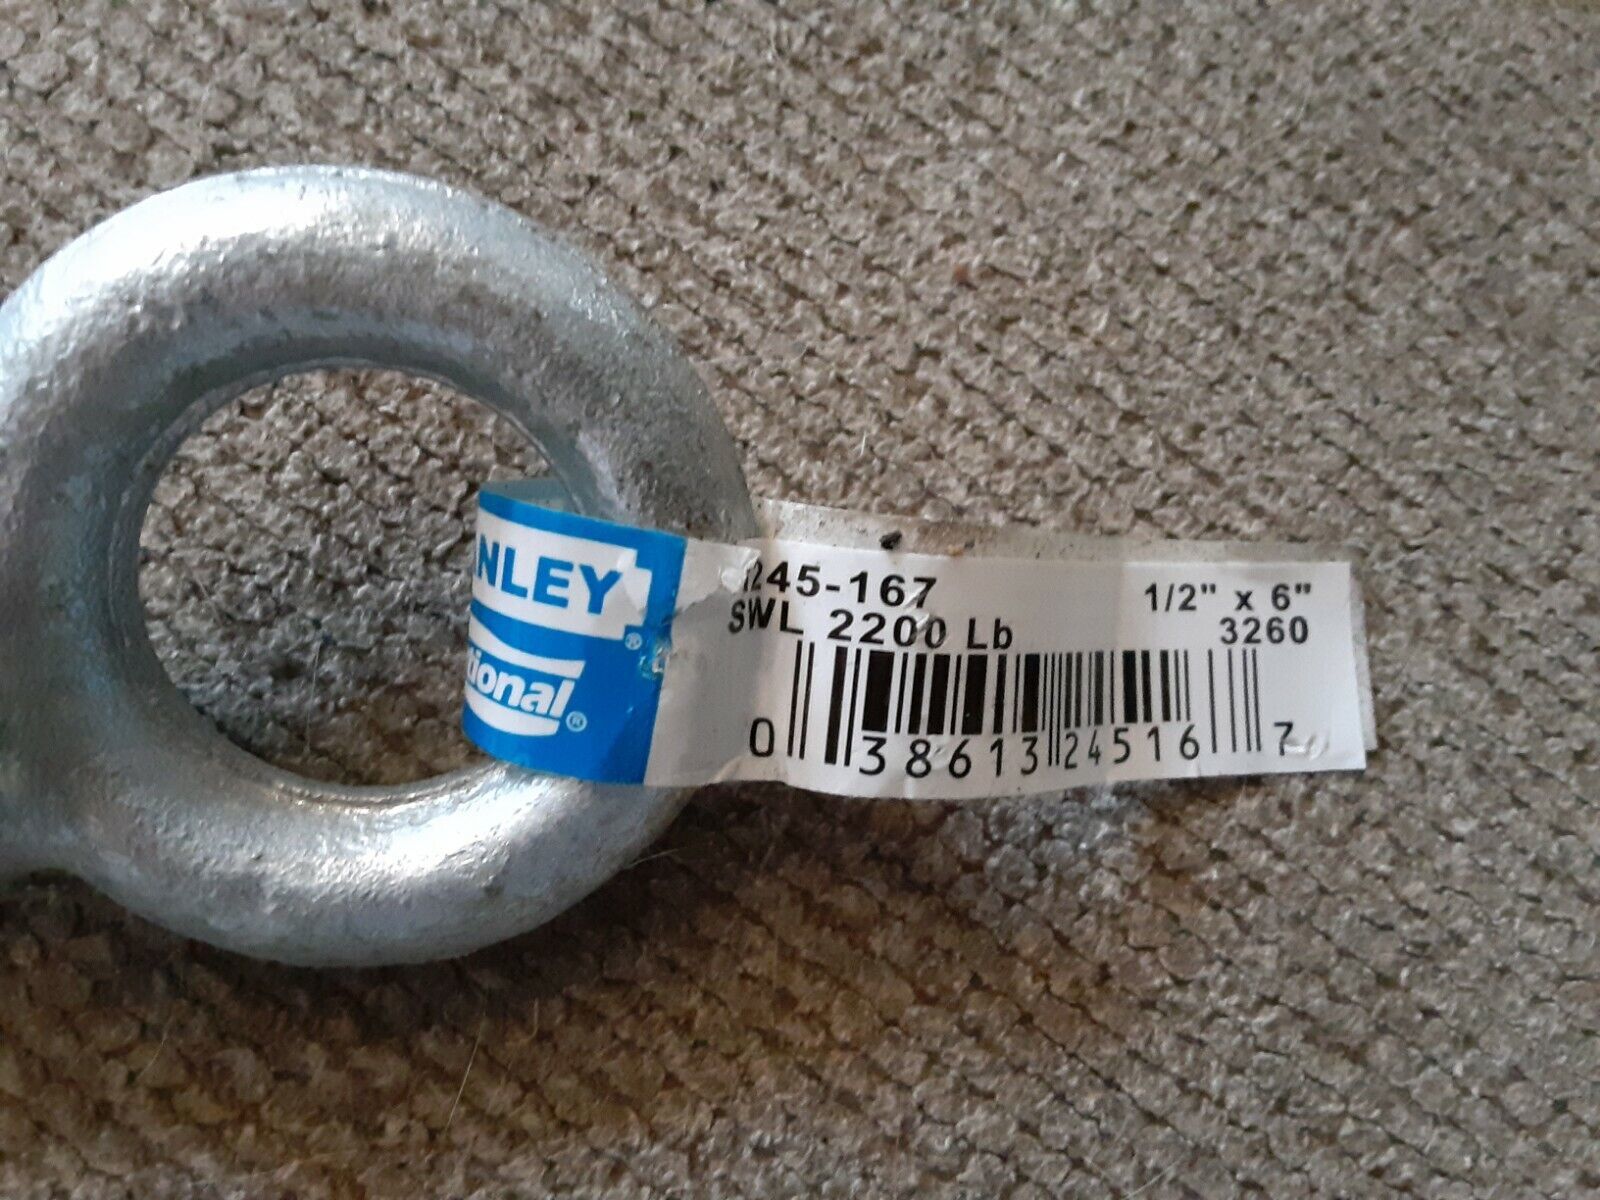 NLEY
®
tional®
245-167
1/2" x 6"
SWL 2200 Lb
3260
0 38613 24516 7